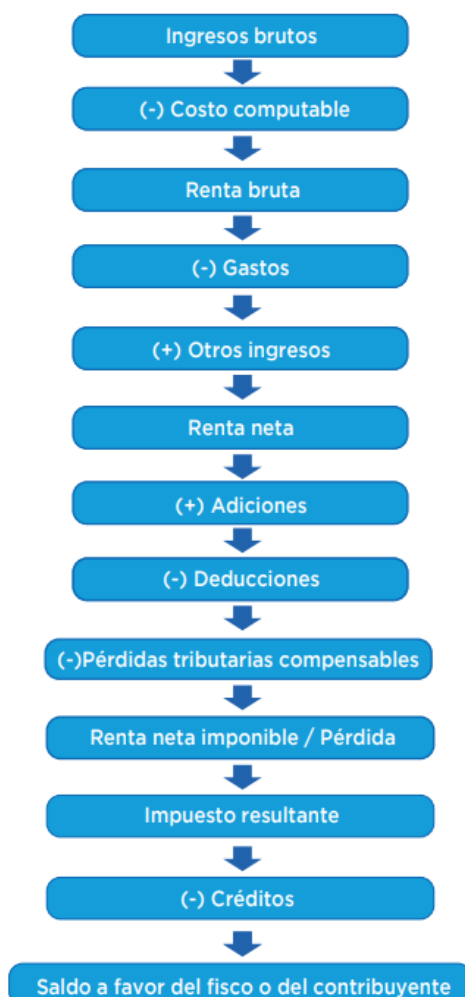 Ingresos brutos
(-) Costo computable
Renta bruta
(-) Gastos
(+) Otros ingresos
Renta neta
(+) Adiciones
(-) Deducciones
(-)Pérdidas tributarias compensables
Renta neta imponible / Pérdida
Impuesto resultante
(-) Créditos
Saldo a favor del fisco o del contribuyente